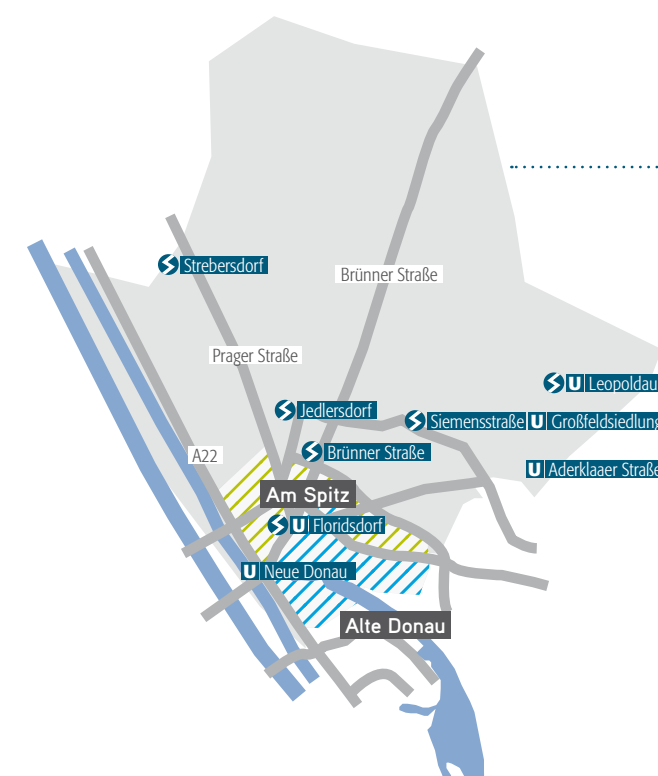 Strebersdorf
Brünner Straße
Prager Straße
U Leopoldau
Jedlersdorf
Siemensstraße U Großfeldsiedlung
A22
Brünner Straße
U Aderklaaer Straße
Am Spitz
U Floridsdorf
U Neue Donau
Alte Donau